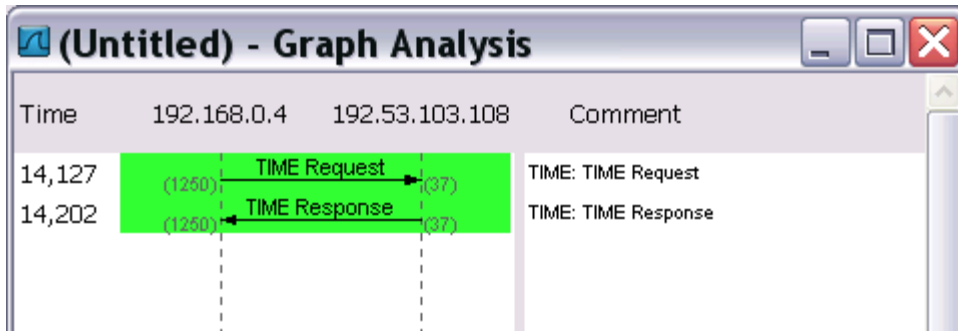 (Untitled) - Graph Analysis
Time 192.168.0.4 192.53.103.108 Comment
14,127 (1250) TIME Request (37) TIME: TIME Request
14,202 (1250) TIME Response (37) TIME: TIME Response